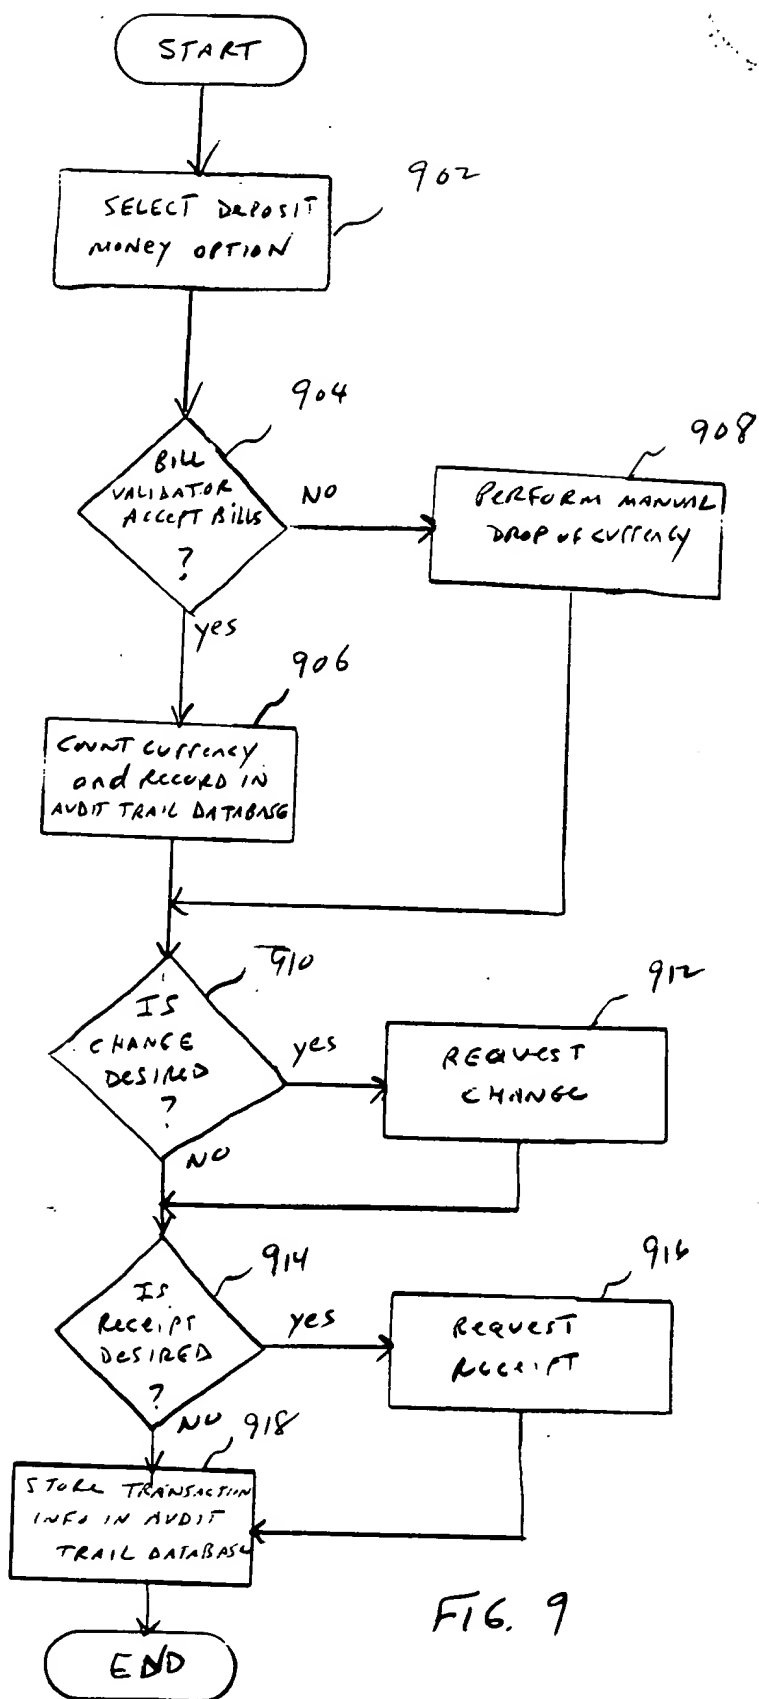 START
902
SELECT DEPOSIT
MONEY OPTION
904
BILL
VALIDATOR
ACCEPT BILLS
?
NO
908
PERFORM MANUAL
DROP OF CURRENCY
yes
906
COUNT CURRENCY
and RECORD IN
AUDIT TRAIL DATABASE
910
IS
CHANGE
DESIRED
?
yes
912
REQUEST
CHANGE
NO
914
IS
RECEIPT
DESIRED
?
yes
916
REQUEST
RECEIPT
NO
918
STORE TRANSACTION
INFO IN AUDIT
TRAIL DATABASE
END
FIG. 9